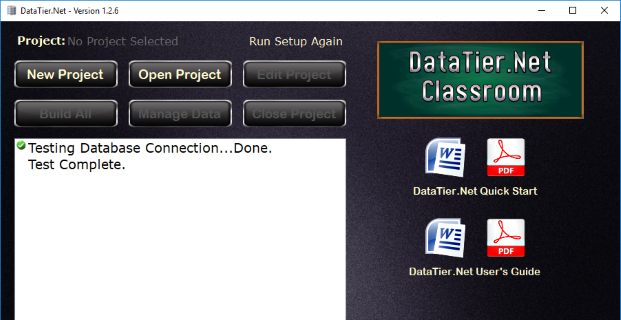 DataTier.Net - Version 1.2.6
Project: No Project Selected
Run Setup Again
New Project
Open Project
Edit Project
Build All
Manage Data
Close Project
Testing Database Connection...Done.
Test Complete.
DataTier.Net
Classroom
W
PDF
DataTier.Net Quick Start
W
PDF
DataTier.Net User's Guide